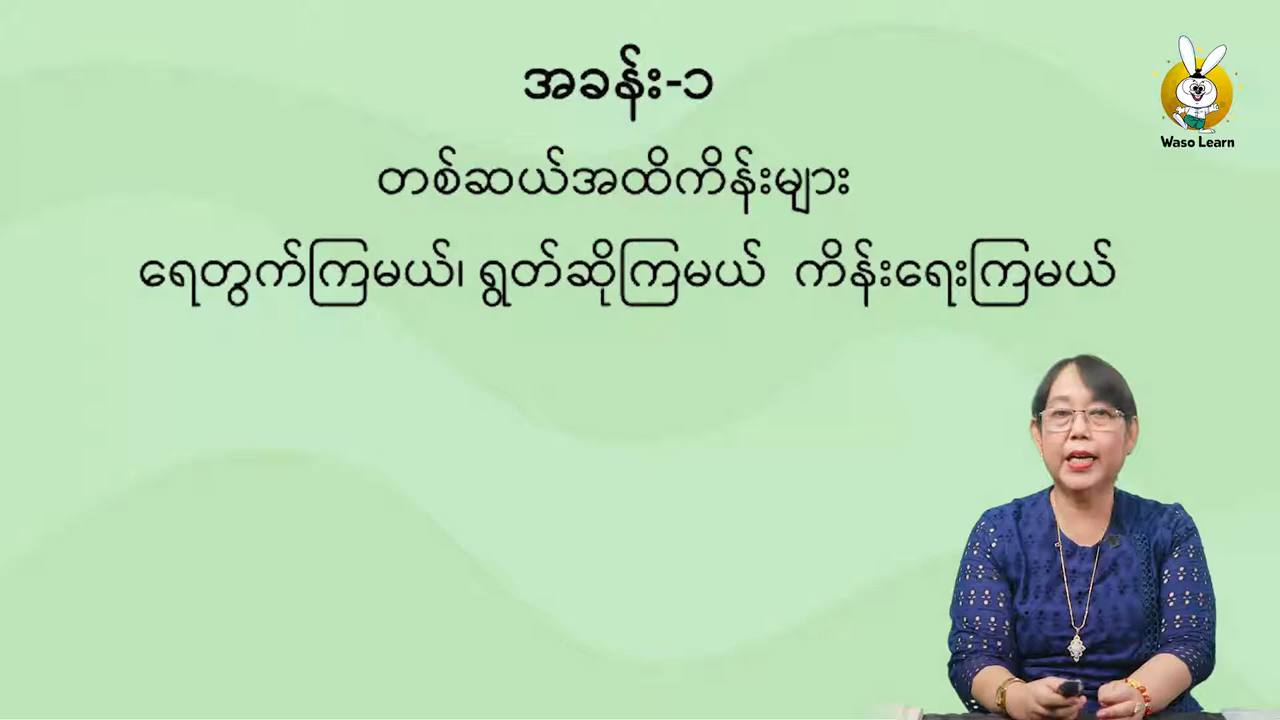 အခန်း-၁
တစ်ဆယ်အထိကိန်းများ
ရေတွက်ကြမယ်၊ ရွတ်ဆိုကြမယ် ကိန်းရေးကြမယ်
Waso Learn